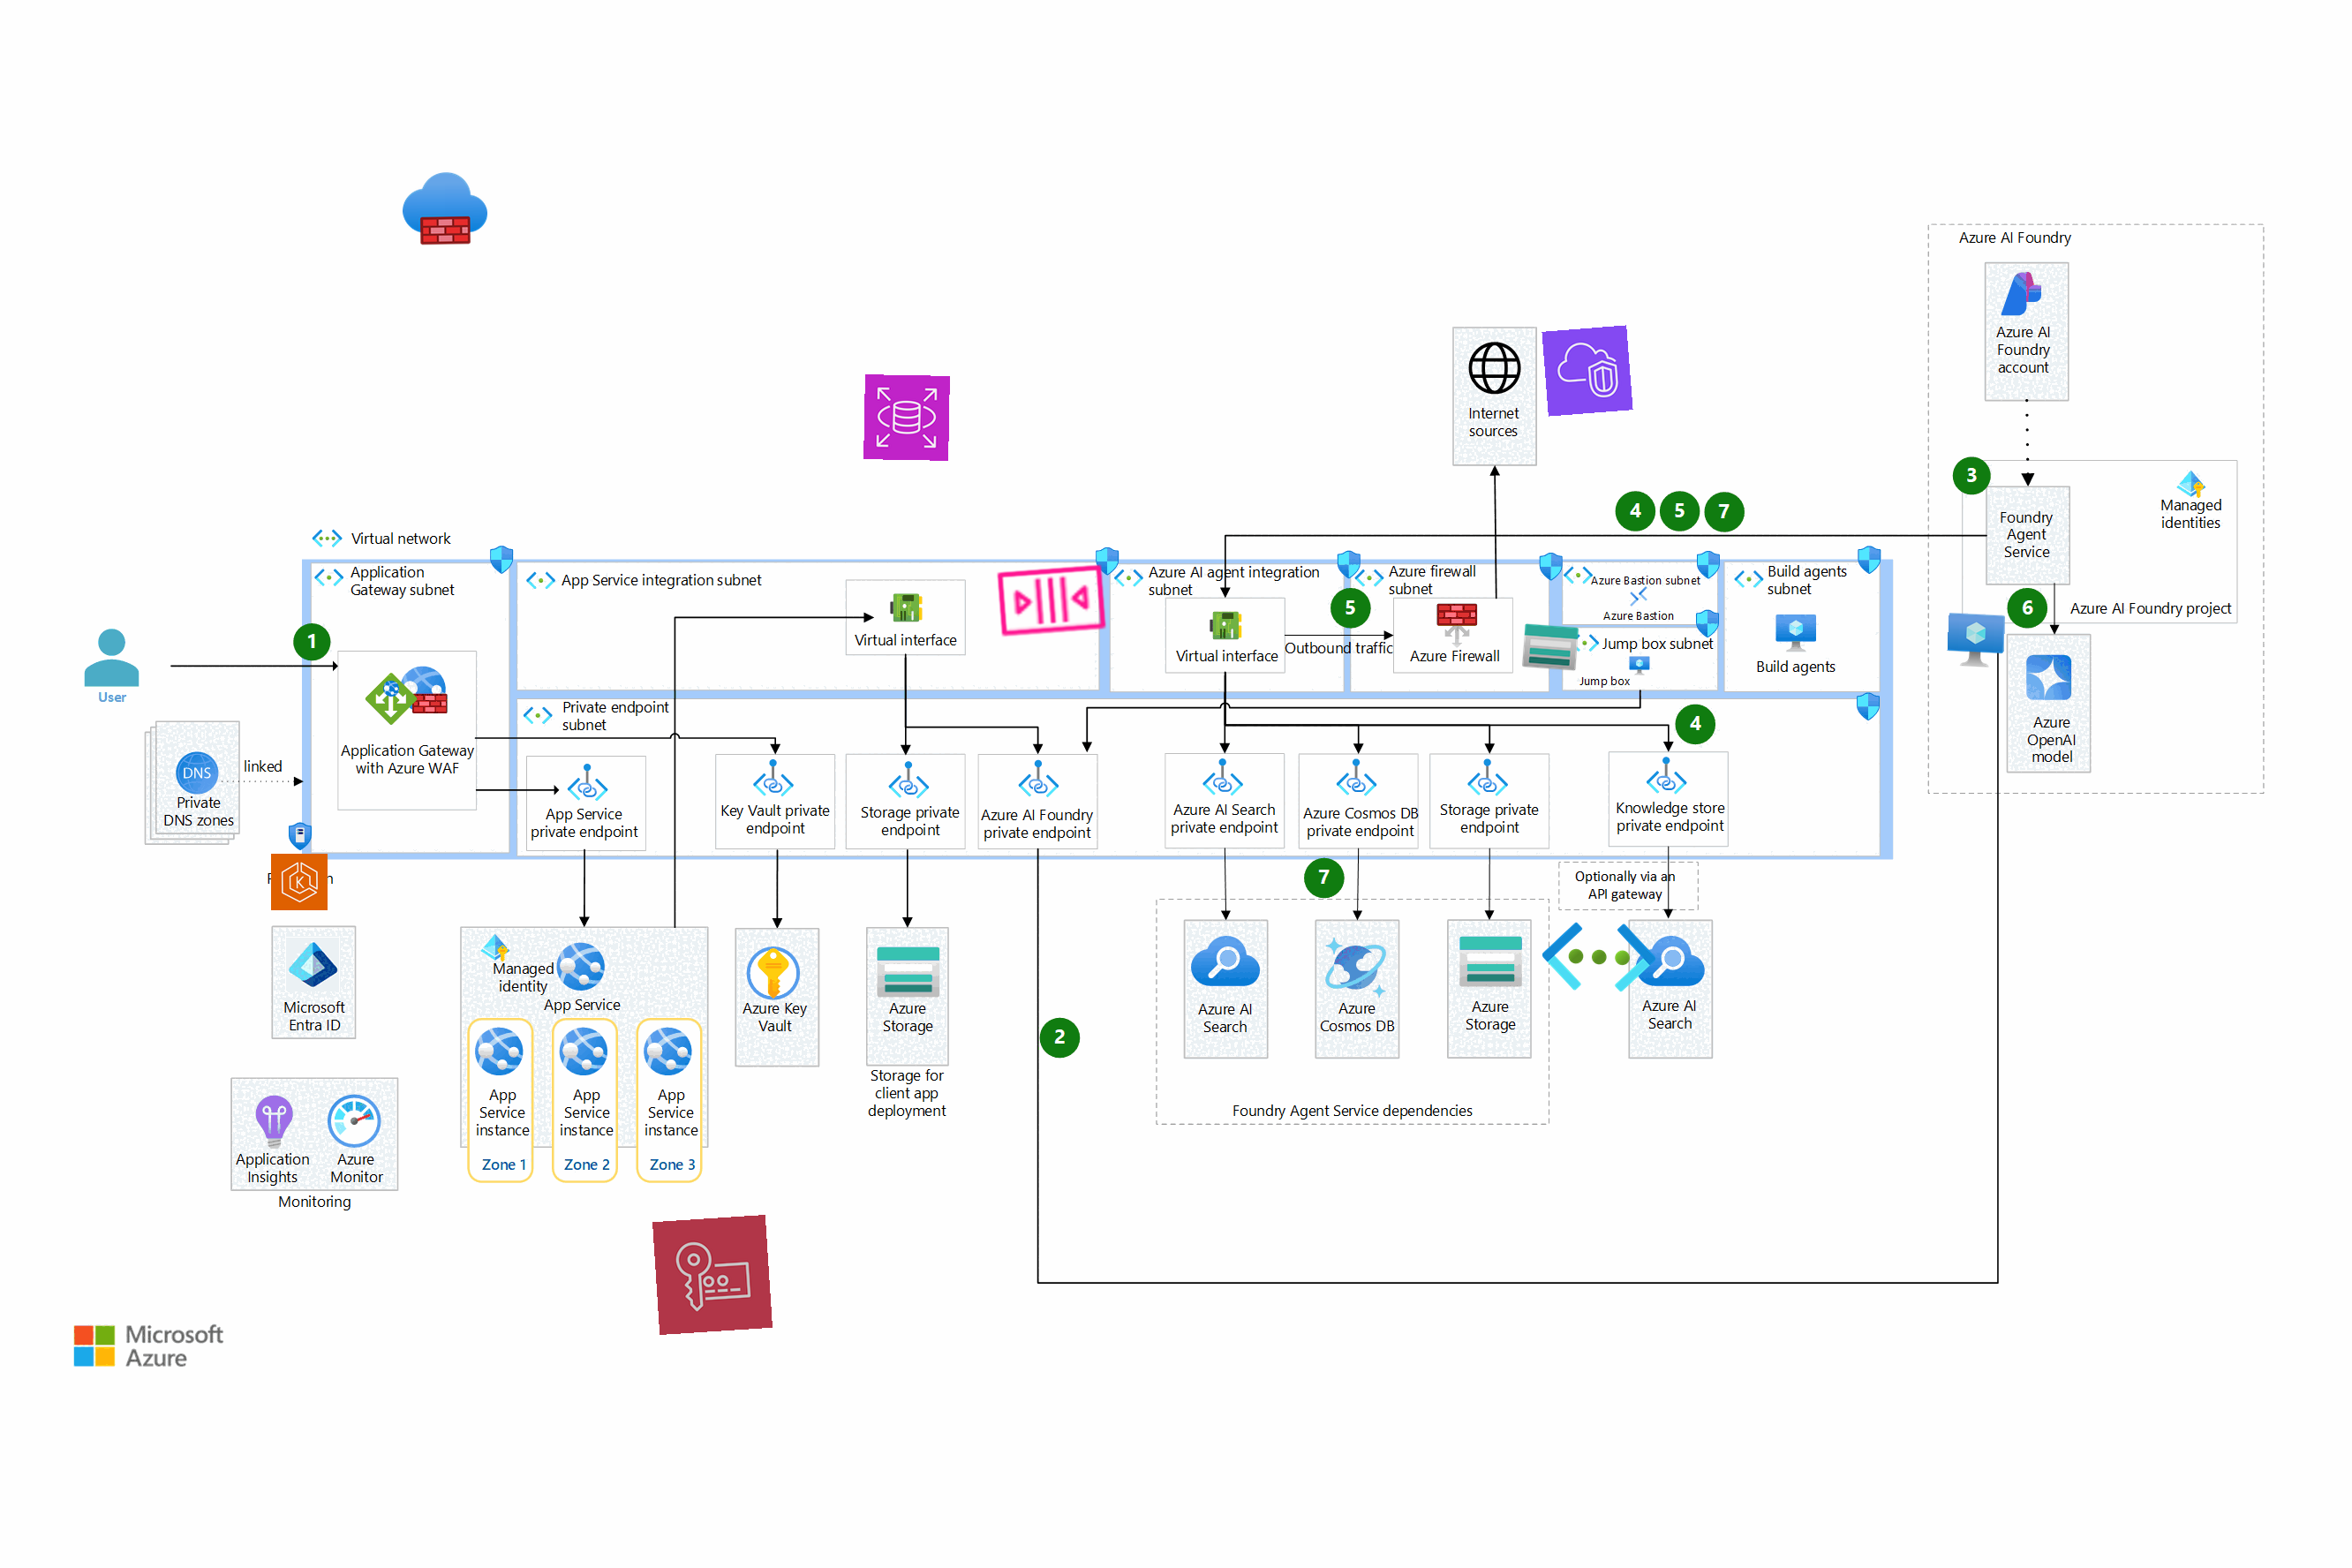 Azure AI Foundry
Azure AI
Foundry
account
Internet
sources
3
Managed
identities
Foundry
Agent
Service
4
5
7
6
Azure AI Foundry project
Azure
OpenAI
model
Virtual network
Application
Gateway subnet
App Service integration subnet
Virtual interface
Azure AI agent integration
subnet
Virtual interface
5
Outbound traffic
Azure firewall
subnet
Azure Firewall
Azure Bastion subnet
Azure Bastion
Jump box subnet
Jump box
Build agents
subnet
Build agents
1
User
Application Gateway
with Azure WAF
linked
DNS
Private
DNS zones
Private endpoint
subnet
App Service
private endpoint
Key Vault private
endpoint
Storage private
endpoint
Azure AI Foundry
private endpoint
Azure AI Search
private endpoint
Azure Cosmos DB
private endpoint
Storage private
endpoint
4
Knowledge store
private endpoint
7
Optionally via an
API gateway
K
Microsoft
Entra ID
Managed
identity
App Service
App
Service
instance
Zone 1
App
Service
instance
Zone 2
App
Service
instance
Zone 3
Azure Key
Vault
Azure
Storage
Storage for
client app
deployment
2
Azure AI
Search
Azure
Cosmos DB
Azure
Storage
Azure AI
Search
Foundry Agent Service dependencies
Application
Insights
Azure
Monitor
Monitoring
Microsoft
Azure